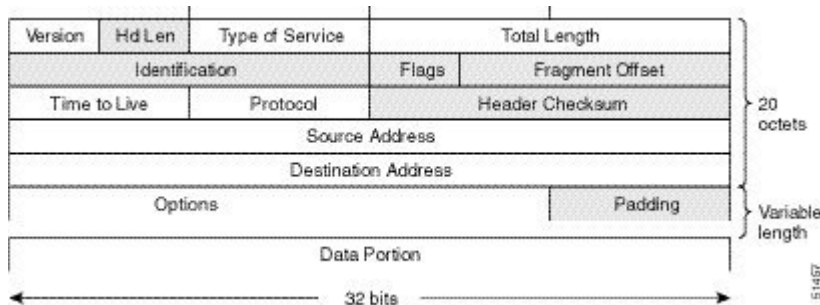 Version Hd Len Type of Service Total Length
Identification Flags Fragment Offset
Time to Live Protocol Header Checksum
Source Address
Destination Address
20 octets
Options Padding
Variable length
Data Portion
32 bits
51457